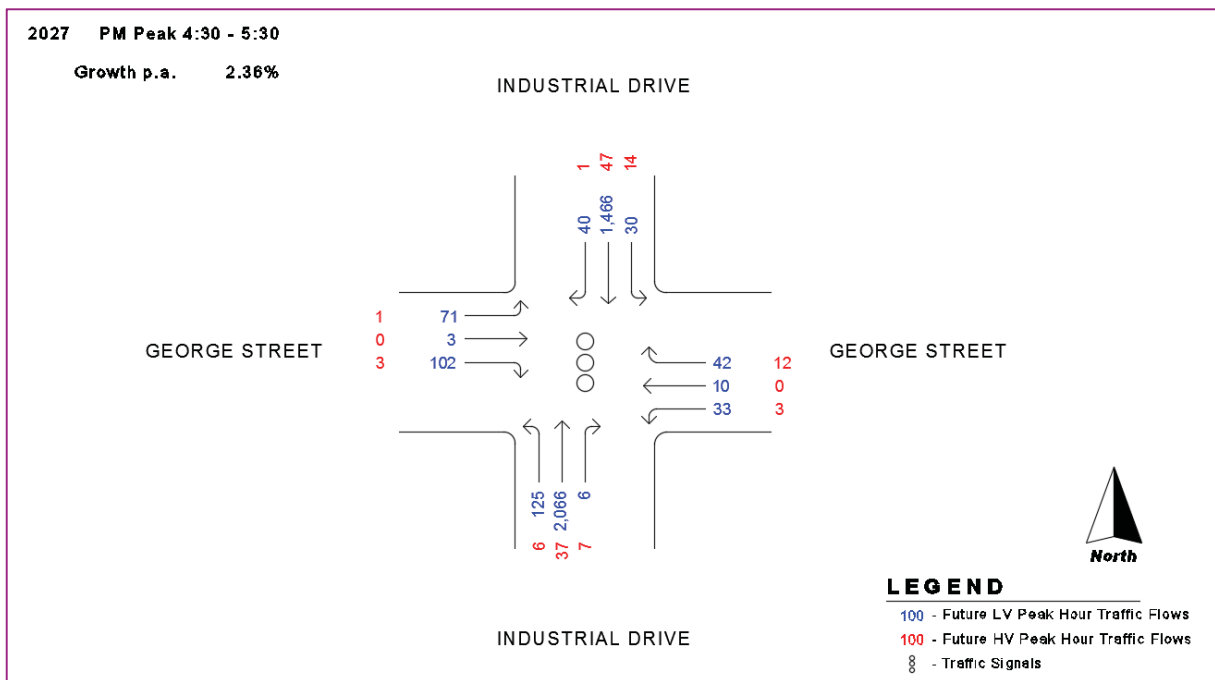 2027 PM Peak 4:30 - 5:30
Growth p.a. 2.36%
INDUSTRIAL DRIVE
1 47 14
40 1,466 30
1 71
0 3
3 102
GEORGE STREET
GEORGE STREET
42 12
10 0
33 3
125 2,066 6
6 37 7
North
INDUSTRIAL DRIVE
LEGEND
100 - Future LV Peak Hour Traffic Flows
100 - Future HV Peak Hour Traffic Flows
- Traffic Signals